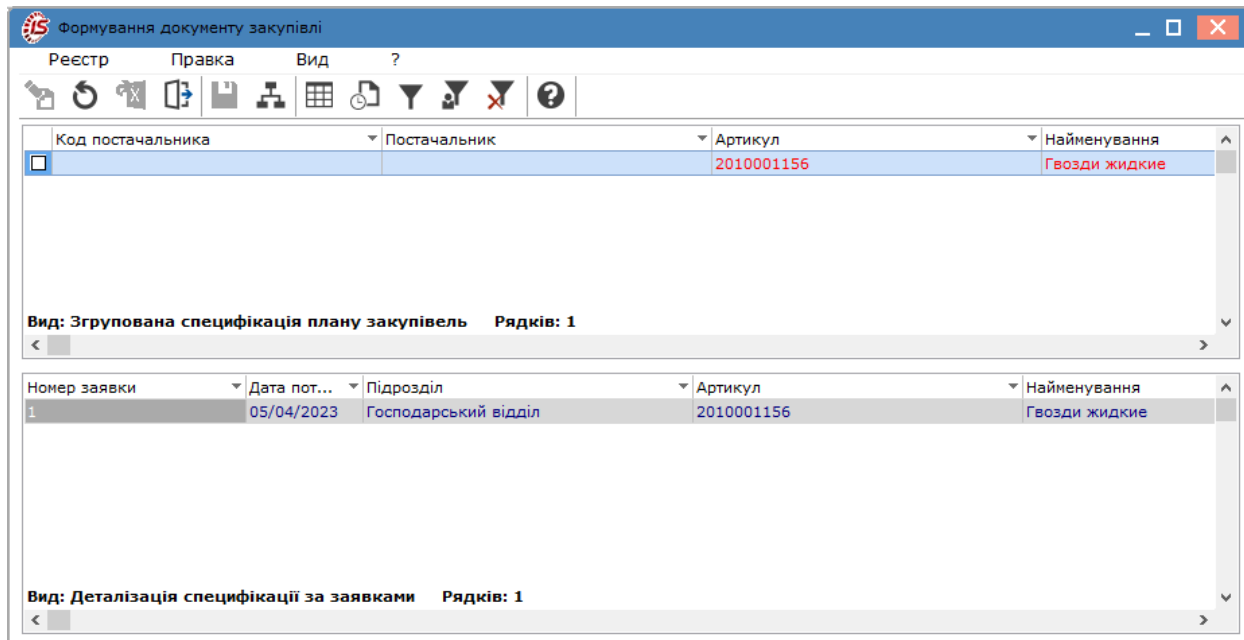 Формування документу закупівлі
Реєстр Правка Вид ?
Код постачальника Постачальник Артикул Найменування
2010001156 Гвозди жидкие
Вид: Згрупована специфікація плану закупівель Рядків: 1
Номер заявки Дата пот... Підрозділ Артикул Найменування
1 05/04/2023 Господарський відділ 2010001156 Гвозди жидкие
Вид: Деталізація специфікації за заявками Рядків: 1